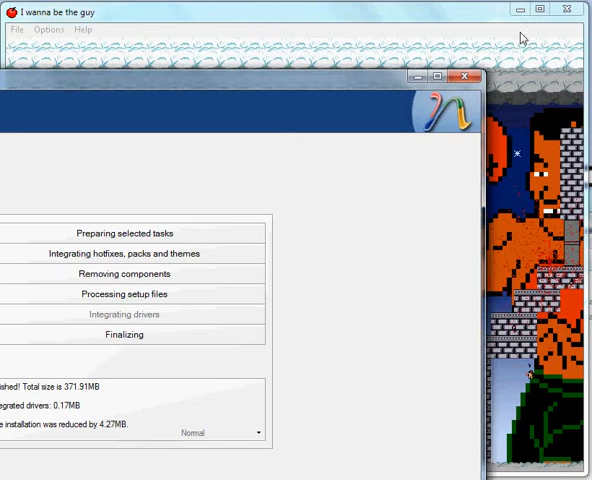 I wanna be the guy
File Options Help
Preparing selected tasks
Integrating hotfixes, packs and themes
Removing components
Processing setup files
Integrating drivers
Finalizing
ished! Total size is 371.91MB
egrated drivers: 0.17MB
e installation was reduced by 4.27MB.
Normal